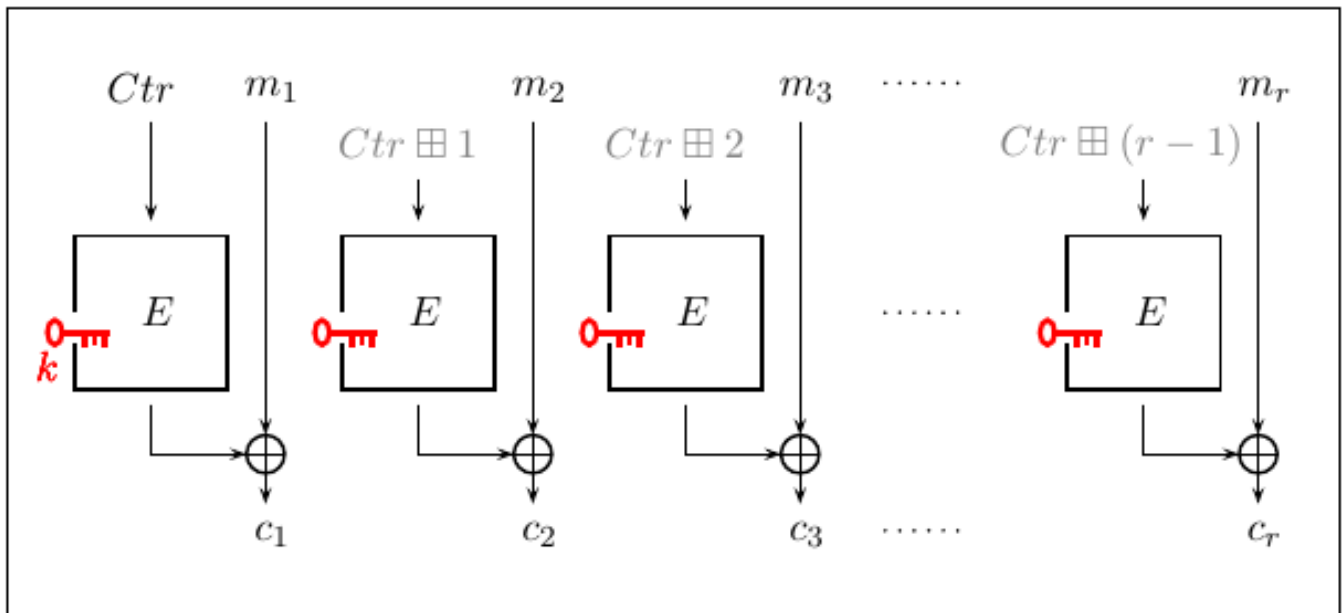 Ctr m₁ m₂ m₃ ...... mᵣ
Ctr ⊞ 1 Ctr ⊞ 2 Ctr ⊞ (r − 1)
E E E ...... E
k
c₁ c₂ c₃ ...... cᵣ